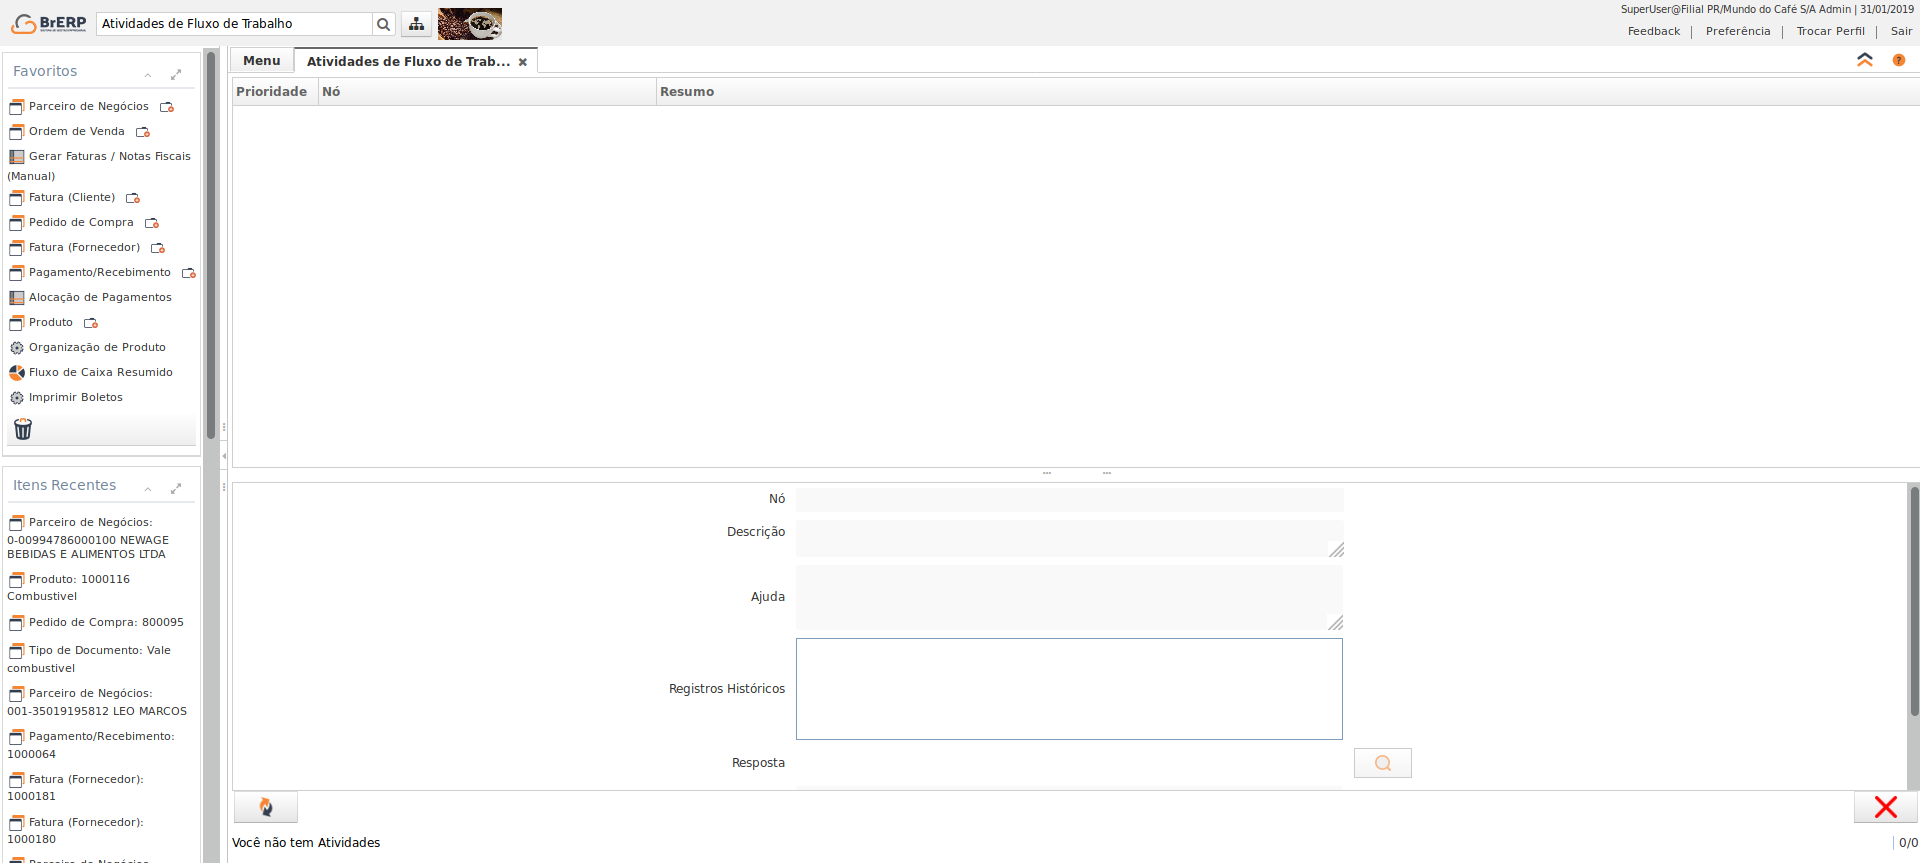 BrERP
Atividades de Fluxo de Trabalho
SuperUser@Filial PR/Mundo do Café S/A Admin | 31/01/2019
Feedback | Preferência | Trocar Perfil | Sair
Favoritos
Parceiro de Negócios
Ordem de Venda
Gerar Faturas / Notas Fiscais
(Manual)
Fatura (Cliente)
Pedido de Compra
Fatura (Fornecedor)
Pagamento/Recebimento
Alocação de Pagamentos
Produto
Organização de Produto
Fluxo de Caixa Resumido
Imprimir Boletos
Itens Recentes
Parceiro de Negócios:
0-00994786000100 NEWAGE
BEBIDAS E ALIMENTOS LTDA
Produto: 1000116
Combustivel
Pedido de Compra: 800095
Tipo de Documento: Vale
combustivel
Parceiro de Negócios:
001-35019195812 LEO MARCOS
Pagamento/Recebimento:
1000064
Fatura (Fornecedor):
1000181
Fatura (Fornecedor):
1000180
Menu
Atividades de Fluxo de Trab...
Prioridade Nó Resumo
Nó
Descrição
Ajuda
Registros Históricos
Resposta
Você não tem Atividades
0/0